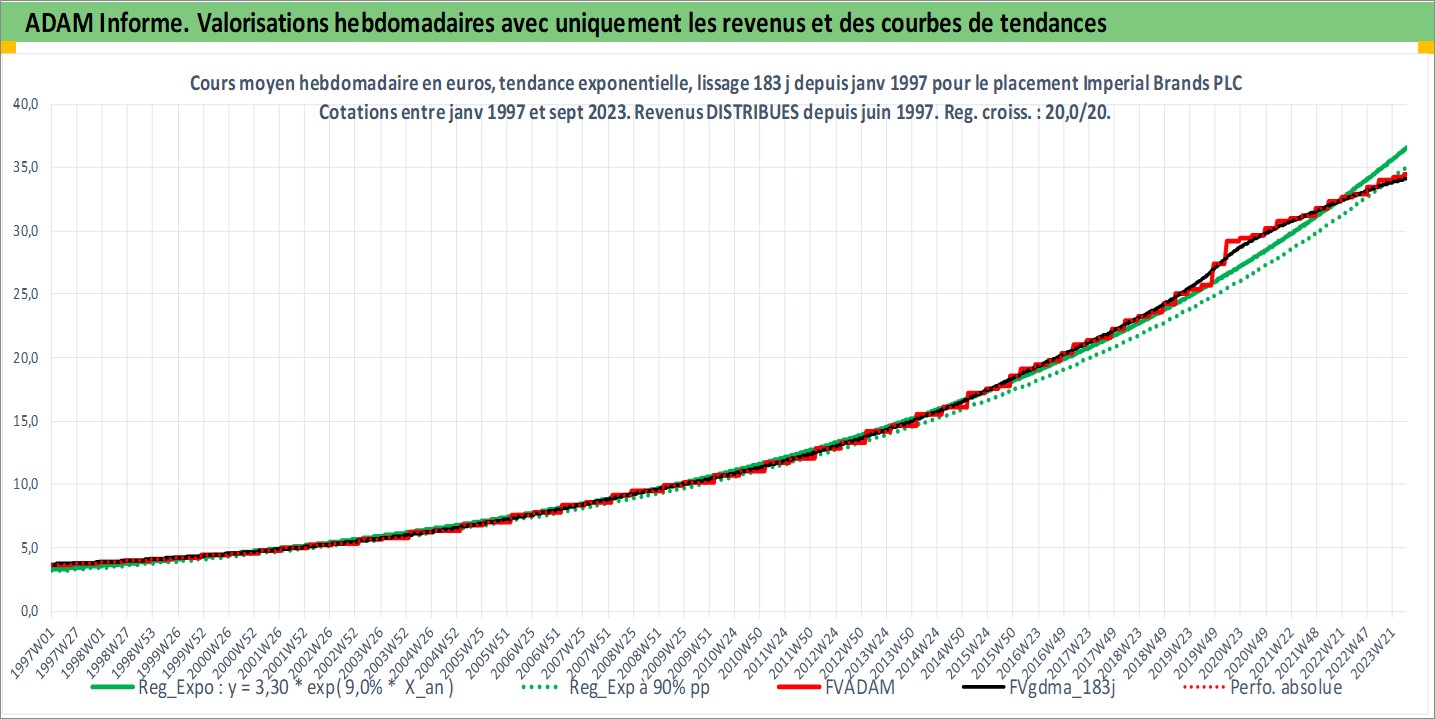 ADAM Informe. Valorisations hebdomadaires avec uniquement les revenus et des courbes de tendances
Cours moyen hebdomadaire en euros, tendance exponentielle, lissage 183 j depuis janv 1997 pour le placement Imperial Brands PLC
Cotations entre janv 1997 et sept 2023. Revenus DISTRIBUES depuis juin 1997. Reg. croiss. : 20,0/20.
40,0
35,0
30,0
25,0
20,0
15,0
10,0
5,0
0,0
1997W01
1997W27
1998W01
1998W27
1998W53
1999W26
1999W52
2000W26
2000W52
2001W26
2001W52
2002W26
2002W52
2003W26
2003W52
2004W26
2004W52
2005W25
2005W51
2006W25
2006W51
2007W25
2007W51
2008W25
2008W51
2009W25
2009W51
2010W24
2010W50
2011W24
2011W50
2012W24
2012W50
2013W24
2013W50
2014W24
2014W50
2015W24
2015W50
2016W23
2016W49
2017W23
2017W49
2018W23
2018W49
2019W23
2019W49
2020W23
2020W49
2021W22
2021W48
2022W21
2022W47
2023W21
Reg_Expo : y = 3,30 * exp( 9,0% * X_an )
Reg_Exp à 90% pp
FVADAM
FVgdma_183j
Perfo. absolue